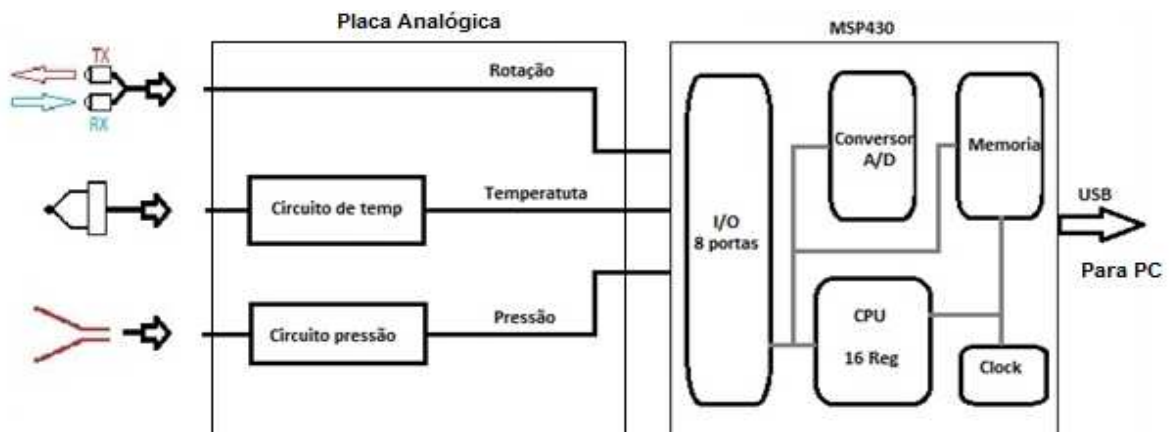 Placa Analógica
MSP430
TX
RX
Rotação
Circuito de temp
Temperatuta
Circuito pressão
Pressão
I/O
8 portas
Conversor
A/D
Memoria
CPU
16 Reg
Clock
USB
Para PC